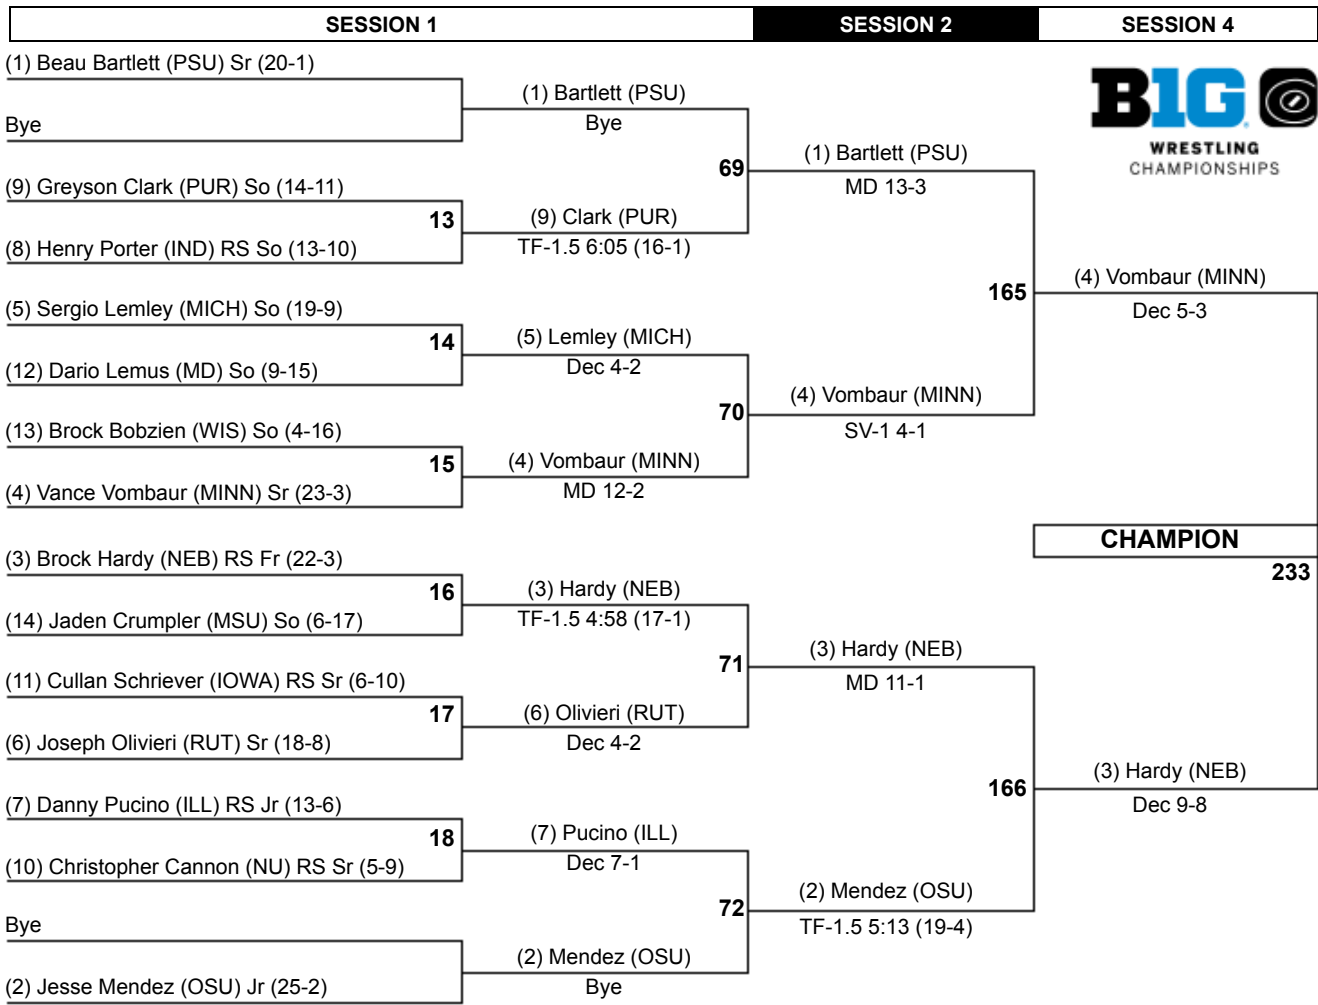 SESSION 1
SESSION 2
SESSION 4
(1) Beau Bartlett (PSU) Sr (20-1)
Bye
(9) Greyson Clark (PUR) So (14-11)
13
(8) Henry Porter (IND) RS So (13-10)
(5) Sergio Lemley (MICH) So (19-9)
14
(12) Dario Lemus (MD) So (9-15)
(13) Brock Bobzien (WIS) So (4-16)
15
(4) Vance Vombaur (MINN) Sr (23-3)
(3) Brock Hardy (NEB) RS Fr (22-3)
16
(14) Jaden Crumpler (MSU) So (6-17)
(11) Cullan Schriever (IOWA) RS Sr (6-10)
17
(6) Joseph Olivieri (RUT) Sr (18-8)
(7) Danny Pucino (ILL) RS Jr (13-6)
18
(10) Christopher Cannon (NU) RS Sr (5-9)
Bye
(2) Jesse Mendez (OSU) Jr (25-2)
(1) Bartlett (PSU)
Bye
69
(9) Clark (PUR)
TF-1.5 6:05 (16-1)
(5) Lemley (MICH)
Dec 4-2
70
(4) Vombaur (MINN)
MD 12-2
(3) Hardy (NEB)
TF-1.5 4:58 (17-1)
71
(6) Olivieri (RUT)
Dec 4-2
(7) Pucino (ILL)
Dec 7-1
72
(2) Mendez (OSU)
Bye
(1) Bartlett (PSU)
MD 13-3
165
(4) Vombaur (MINN)
SV-1 4-1
(3) Hardy (NEB)
MD 11-1
166
(2) Mendez (OSU)
TF-1.5 5:13 (19-4)
B1G
WRESTLING
CHAMPIONSHIPS
(4) Vombaur (MINN)
Dec 5-3
CHAMPION
233
(3) Hardy (NEB)
Dec 9-8